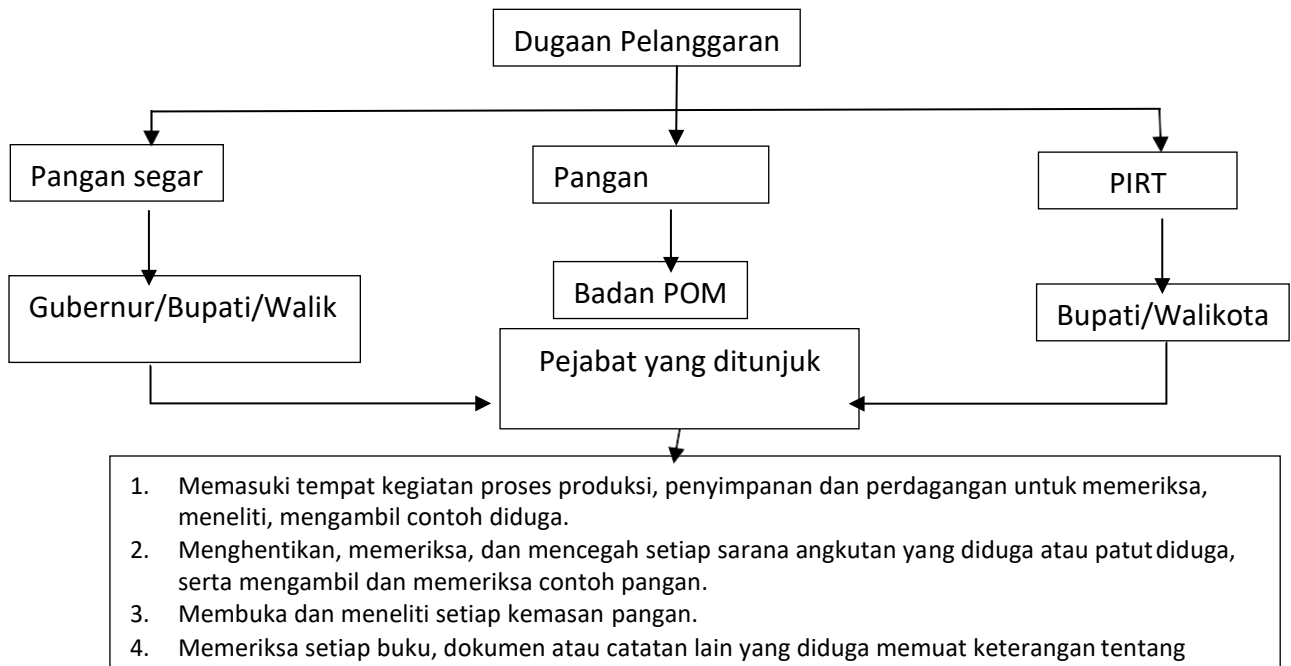 Dugaan Pelanggaran
Pangan segar
Pangan
PIRT
Gubernur/Bupati/Walik
Badan POM
Bupati/Walikota
Pejabat yang ditunjuk
1. Memasuki tempat kegiatan proses produksi, penyimpanan dan perdagangan untuk memeriksa,
meneliti, mengambil contoh diduga.
2. Menghentikan, memeriksa, dan mencegah setiap sarana angkutan yang diduga atau patut diduga,
serta mengambil dan memeriksa contoh pangan.
3. Membuka dan meneliti setiap kemasan pangan.
4. Memeriksa setiap buku, dokumen atau catatan lain yang diduga memuat keterangan tentang